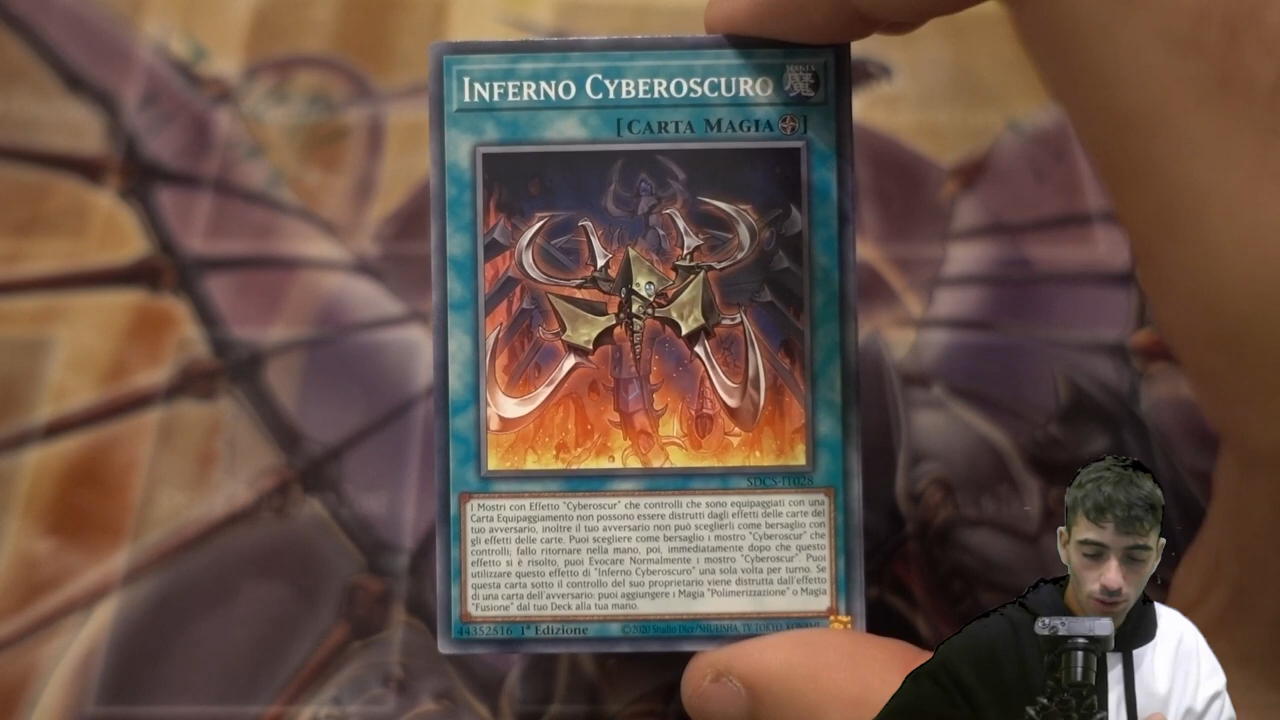 INFERNO CYBEROSCURO
魔
[CARTA MAGIA]
SDCS-IT028
I Mostri con Effetto "Cyberoscur" che controlli che sono equipaggiati con una
Carta Equipaggiamento non possono essere distrutti dagli effetti delle carte del
tuo avversario, inoltre il tuo avversario non può sceglierli come bersaglio con
gli effetti delle carte. Puoi scegliere come bersaglio 1 mostro "Cyberoscur" che
controlli; fallo ritornare nella mano, poi, immediatamente dopo che questo
effetto si è risolto, puoi Evocare Normalmente 1 mostro "Cyberoscur". Puoi
utilizzare questo effetto di "Inferno Cyberoscuro" una sola volta per turno. Se
questa carta sotto il controllo del suo proprietario viene distrutta dall'effetto
di una carta dell'avversario: puoi aggiungere 1 Magia "Polimerizzazione" o Magia
"Fusione" dal tuo Deck alla tua mano.
44352516 1ª Edizione ©2020 Studio Dice/SHUEISHA, TV TOKYO, KONAMI